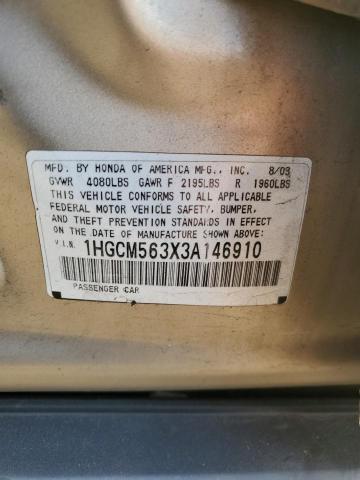 MFD. BY HONDA OF AMERICA MFG., INC. 8/03
GVWR 4080LBS GAWR F 2195LBS R 1960LBS
THIS VEHICLE CONFORMS TO ALL APPLICABLE
FEDERAL MOTOR VEHICLE SAFETY, BUMPER,
AND THEFT PREVENTION STANDARDS IN EFFECT
ON THE DATE OF MANUFACTURE SHOWN ABOVE:
V.I.N. 1HGCM563X3A146910
PASSENGER CAR